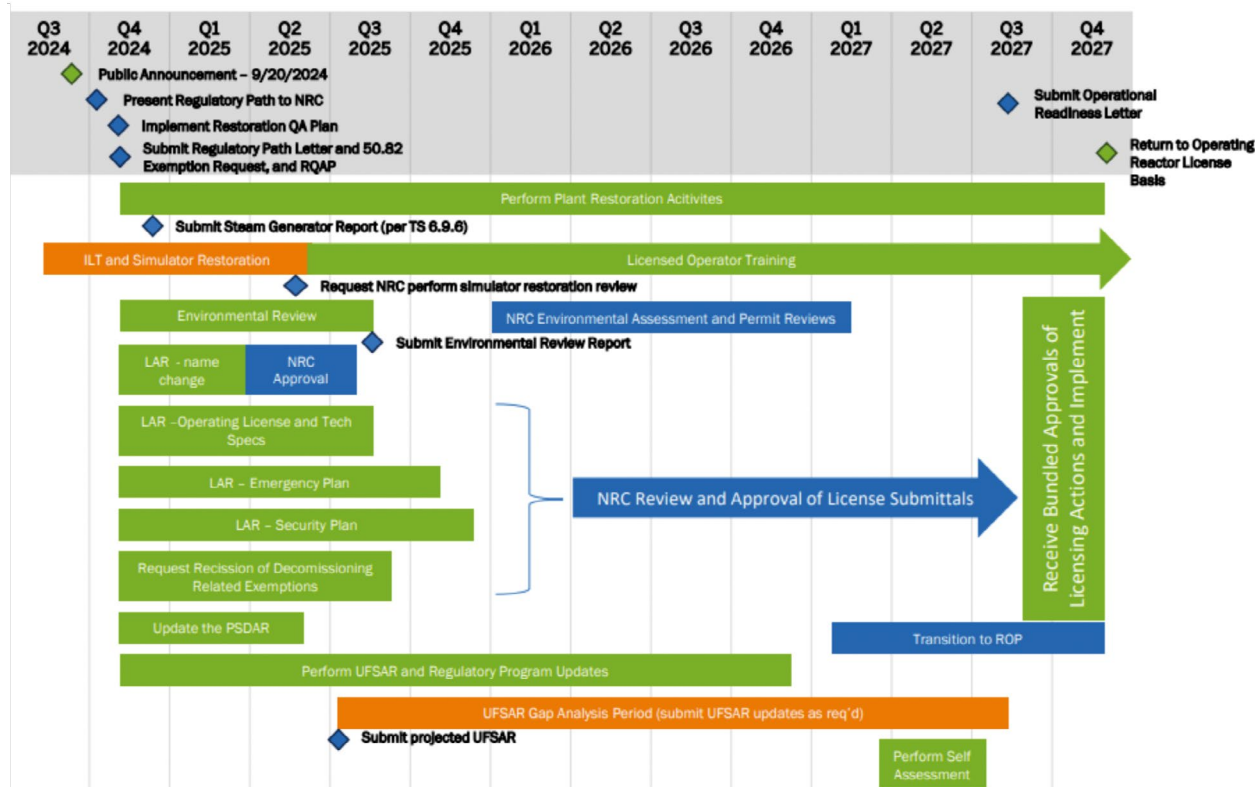 Q3 Q4 Q1 Q2 Q3 Q4 Q1 Q2 Q3 Q4 Q1 Q2 Q3 Q4
2024 2024 2025 2025 2025 2025 2026 2026 2026 2026 2027 2027 2027 2027
Public Announcement – 9/20/2024
Present Regulatory Path to NRC
Submit Operational
Readiness Letter
Implement Restoration QA Plan
Submit Regulatory Path Letter and 50.82
Exemption Request, and RQAP
Return to Operating
Reactor License
Basis
Perform Plant Restoration Acitivites
Submit Steam Generator Report (per TS 6.9.6)
ILT and Simulator Restoration
Licensed Operator Training
Request NRC perform simulator restoration review
Environmental Review
NRC Environmental Assessment and Permit Reviews
Submit Environmental Review Report
LAR - name
change
NRC
Approval
LAR –Operating License and Tech
Specs
LAR – Emergency Plan
NRC Review and Approval of License Submittals
LAR – Security Plan
Request Recission of Decomissioning
Related Exemptions
Receive Bundled Approvals of
Licensing Actions and Implement
Update the PSDAR
Transition to ROP
Perform UFSAR and Regulatory Program Updates
UFSAR Gap Analysis Period (submit UFSAR updates as req'd)
Submit projected UFSAR
Perform Self
Assessment